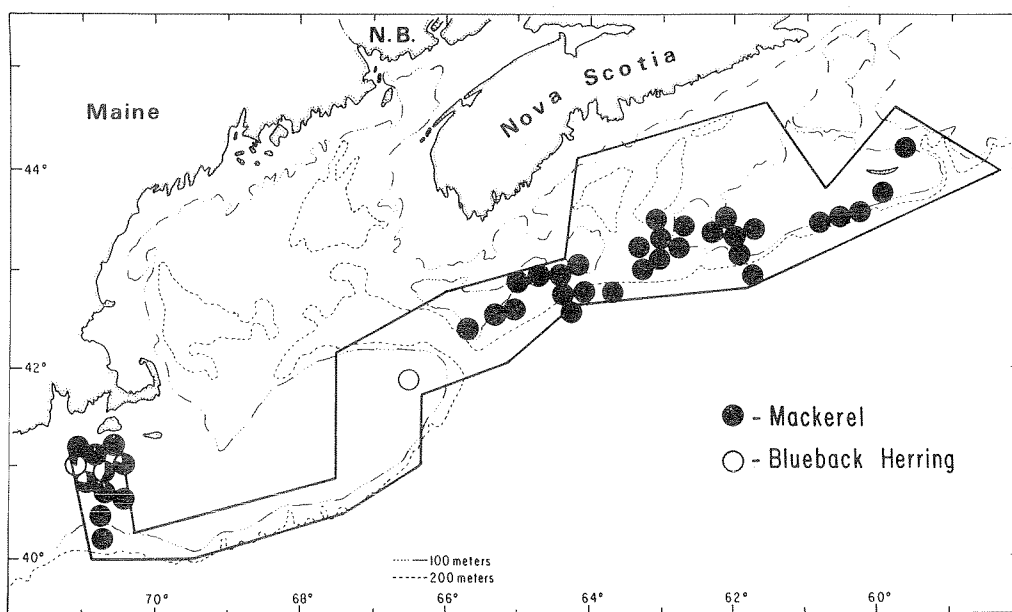 N.B.
Maine
Nova Scotia
44°
42°
● - Mackerel
○ - Blueback Herring
40°
100 meters
200 meters
70° 68° 66° 64° 62° 60°